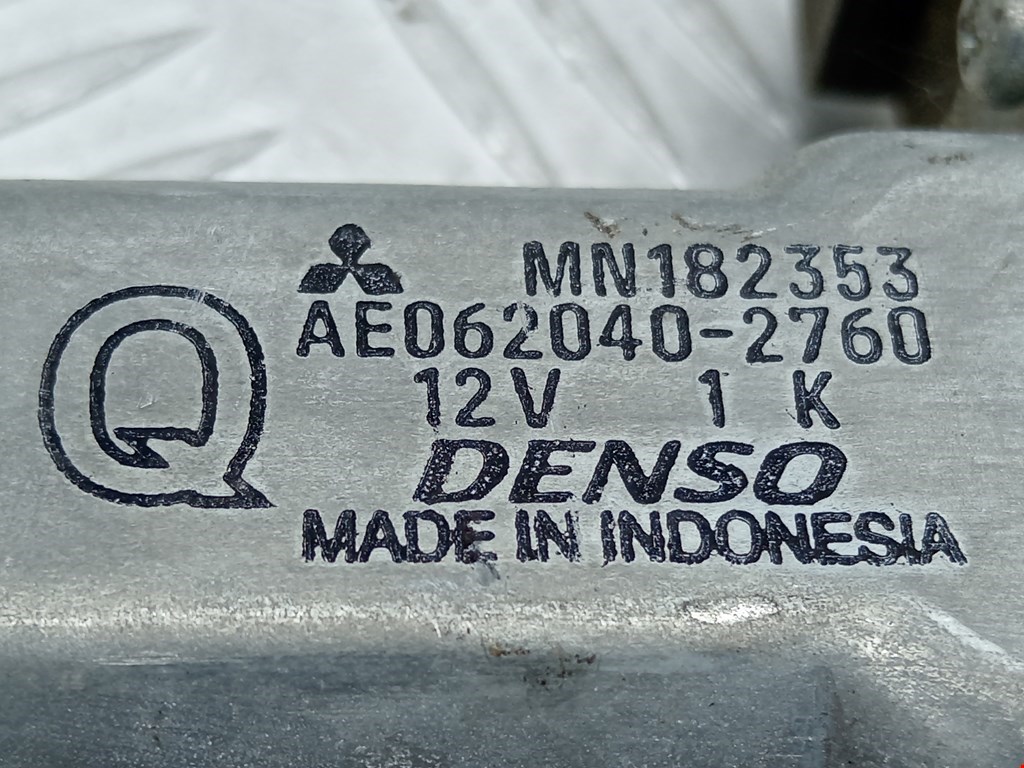 MN182353
AE062040-2760
12V 1 K
DENSO
MADE IN INDONESIA